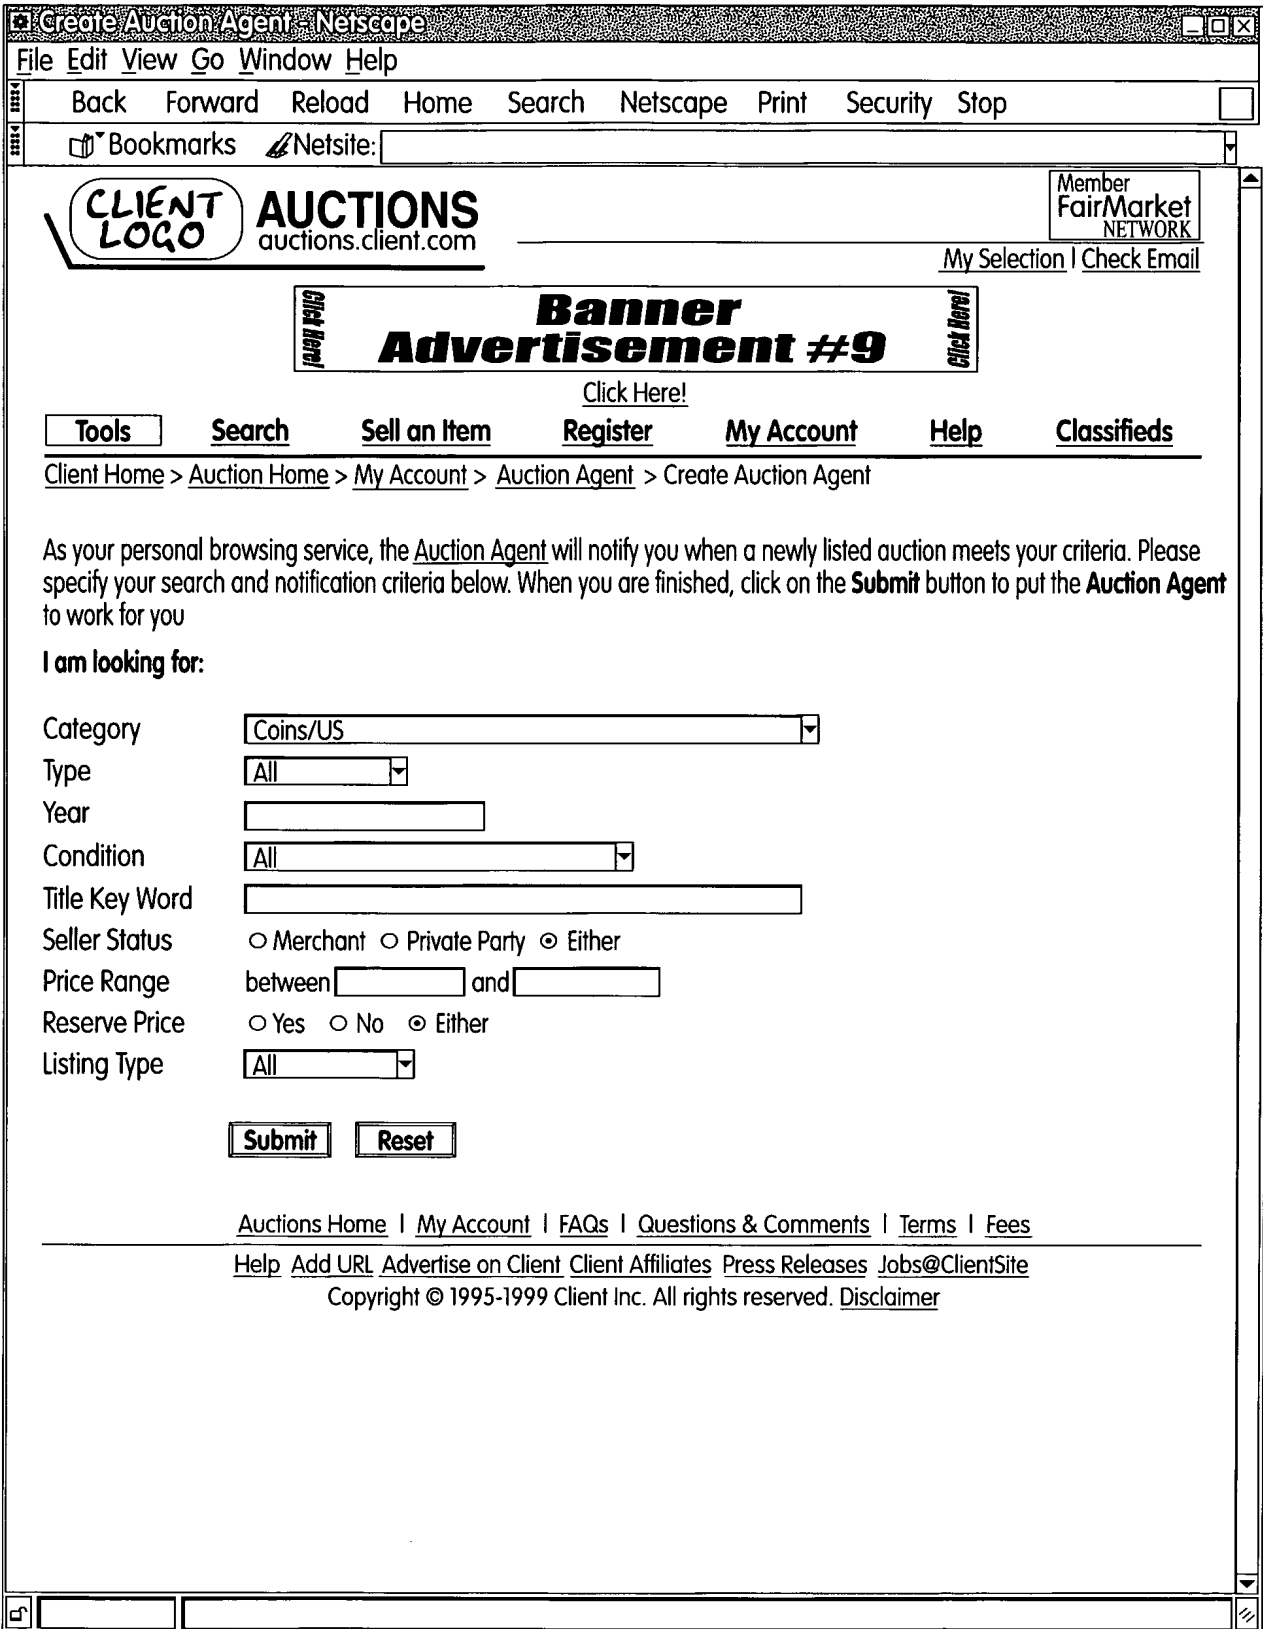 Create Auction Agent - Netscape
File Edit View Go Window Help
Back Forward Reload Home Search Netscape Print Security Stop
Bookmarks Netsite:
CLIENT LOGO
AUCTIONS
auctions.client.com
Member
FairMarket
NETWORK
My Selection | Check Email
Click Here!
Banner
Advertisement #9
Click Here!
Click Here!
Tools Search Sell an Item Register My Account Help Classifieds
Client Home > Auction Home > My Account > Auction Agent > Create Auction Agent
As your personal browsing service, the Auction Agent will notify you when a newly listed auction meets your criteria. Please
specify your search and notification criteria below. When you are finished, click on the Submit button to put the Auction Agent
to work for you
I am looking for:
Category Coins/US
Type All
Year
Condition All
Title Key Word
Seller Status Merchant Private Party Either
Price Range between and
Reserve Price Yes No Either
Listing Type All
Submit Reset
Auctions Home | My Account | FAQs | Questions & Comments | Terms | Fees
Help Add URL Advertise on Client Client Affiliates Press Releases Jobs@ClientSite
Copyright © 1995-1999 Client Inc. All rights reserved. Disclaimer